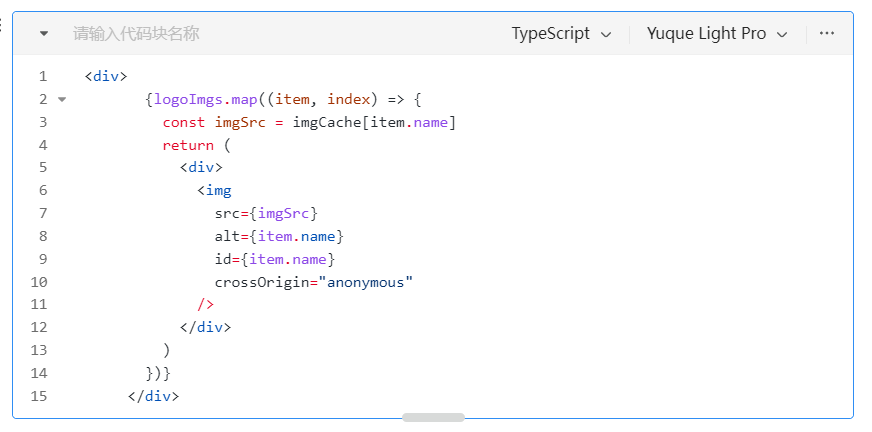 请输入代码块名称 TypeScript Yuque Light Pro ...
1 <div>
2 {logoImgs.map((item, index) => {
3 const imgSrc = imgCache[item.name]
4 return (
5 <div>
6 <img
7 src={imgSrc}
8 alt={item.name}
9 id={item.name}
10 crossOrigin="anonymous"
11 />
12 </div>
13 )
14 })}
15 </div>